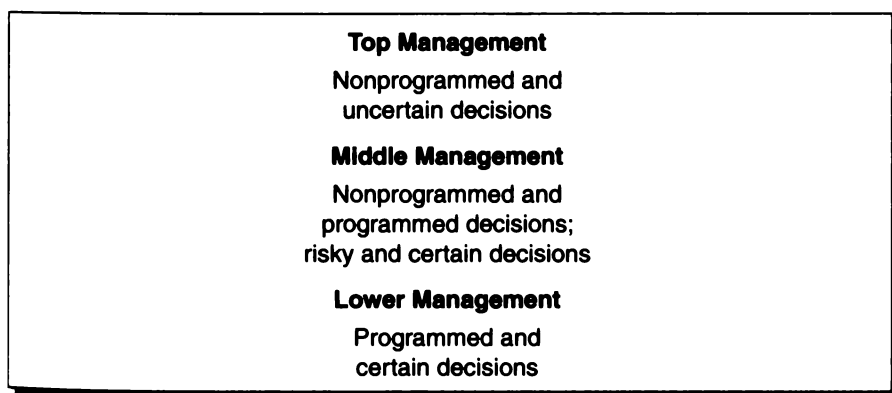 Top Management
Nonprogrammed and
uncertain decisions
Middle Management
Nonprogrammed and
programmed decisions;
risky and certain decisions
Lower Management
Programmed and
certain decisions